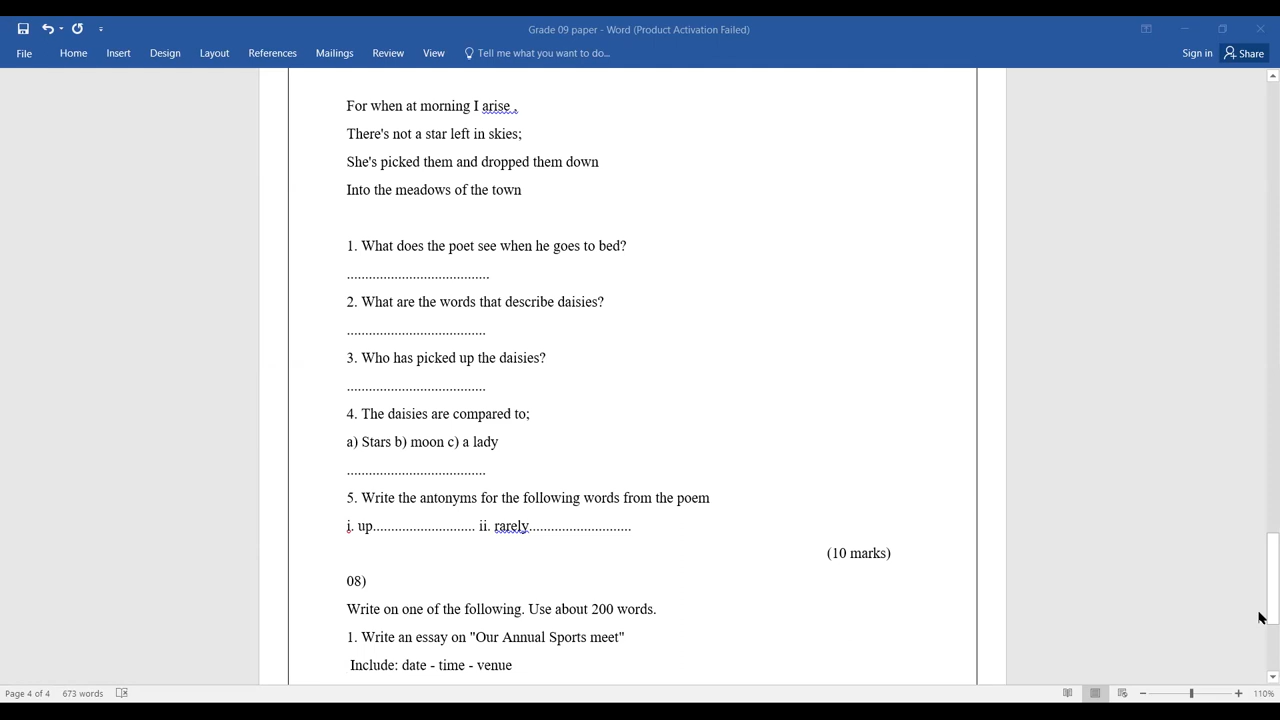 Grade 09 paper - Word (Product Activation Failed)
File Home Insert Design Layout References Mailings Review View Tell me what you want to do... Sign in Share
For when at morning I arise ,
There's not a star left in skies;
She's picked them and dropped them down
Into the meadows of the town
1. What does the poet see when he goes to bed?
......................................
2. What are the words that describe daisies?
.....................................
3. Who has picked up the daisies?
.....................................
4. The daisies are compared to;
a) Stars b) moon c) a lady
.....................................
5. Write the antonyms for the following words from the poem
i. up........................... ii. rarely...........................
(10 marks)
08)
Write on one of the following. Use about 200 words.
1. Write an essay on "Our Annual Sports meet"
Include: date - time - venue
Page 4 of 4 673 words 110%